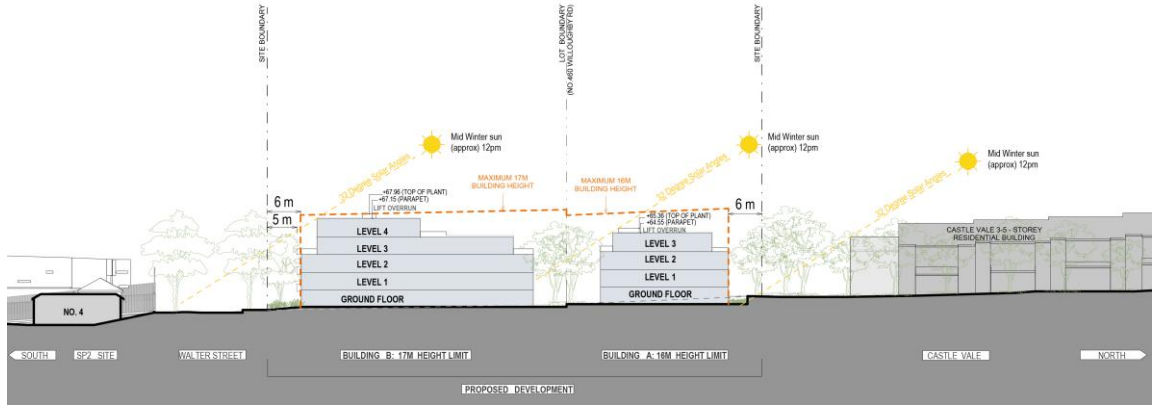 SITE BOUNDARY
LOT BOUNDARY
(NO.460 WILLOUGHBY RD)
SITE BOUNDARY
Mid Winter sun
(approx) 12pm
Mid Winter sun
(approx) 12pm
Mid Winter sun
(approx) 12pm
32 Degree Solar Angles
32 Degree Solar Angles
32 Degree Solar Angles
MAXIMUM 17M
BUILDING HEIGHT
MAXIMUM 16M
BUILDING HEIGHT
6 m
5 m
6 m
+67.96 (TOP OF PLANT)
+67.15 (PARAPET)
LIFT OVERRUN
+65.36 (TOP OF PLANT)
+64.55 (PARAPET)
LIFT OVERRUN
LEVEL 4
LEVEL 3
LEVEL 2
LEVEL 1
GROUND FLOOR
LEVEL 3
LEVEL 2
LEVEL 1
GROUND FLOOR
CASTLE VALE 3-5 - STOREY
RESIDENTIAL BUILDING
NO. 4
SOUTH
SP2 SITE
WALTER STREET
BUILDING B: 17M HEIGHT LIMIT
BUILDING A: 16M HEIGHT LIMIT
CASTLE VALE
NORTH
PROPOSED DEVELOPMENT